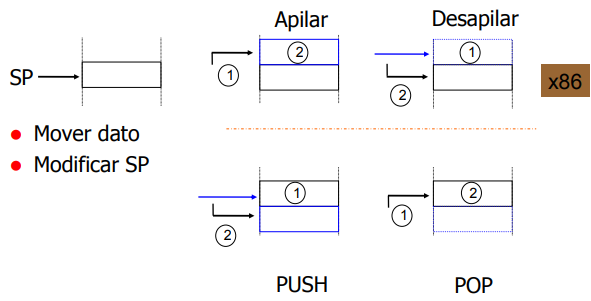 Apilar
Desapilar
SP
2
1
1
2
x86
Mover dato
Modificar SP
1
2
2
1
PUSH
POP